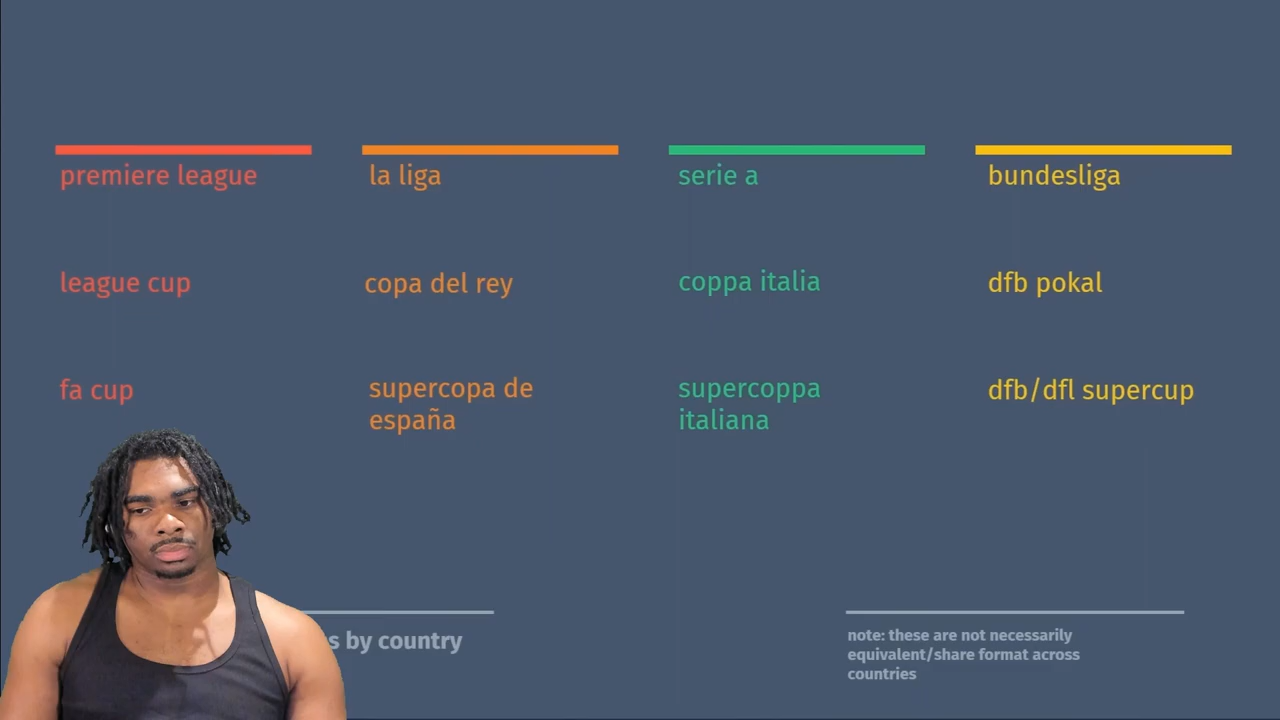 premiere league
la liga
serie a
bundesliga
league cup
copa del rey
coppa italia
dfb pokal
fa cup
supercopa de
españa
supercoppa
italiana
dfb/dfl supercup
by country
note: these are not necessarily
equivalent/share format across
countries